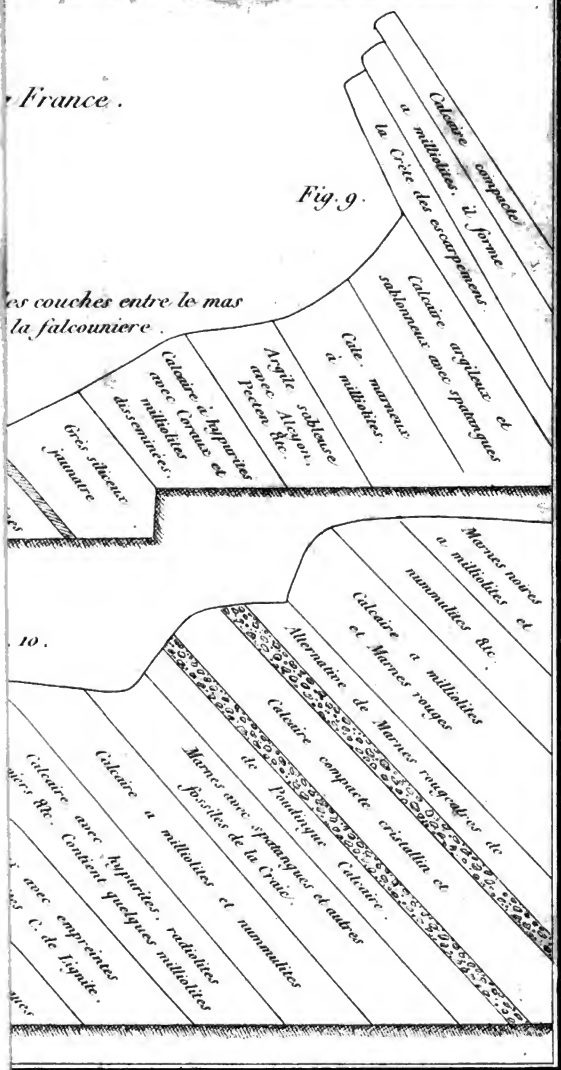 France.
Fig. 9.
Calcaire compacte
a milliolites, il forme
la Crète des escarpemens.
couches entre le mas
la falcouniere.
Grès siliceux
jaunatre
Calcaire à hypurites
avec Coraux et
milliolites
disseminées.
Argile sableuse
avec Alcyon,
Pecten &c.
Calc. marneux
à milliolites.
Calcaire argileux et
sablonneux avec spatangues
10.
Marnes noires
a milliolites et
nummulites &c.
Calcaire a milliolites
et Marnes rouges
Alternative de Marnes rougeatres de
Calcaire compacte cristallin et
de Poudingue Calcaire.
Marnes avec spatangues et autres
fossiles de la Craie.
Calcaire a milliolites et nummulites
Calcaire avec hypurites, radiolites
&c. Contient quelques milliolites
avec empreintes
C. de Lignite.